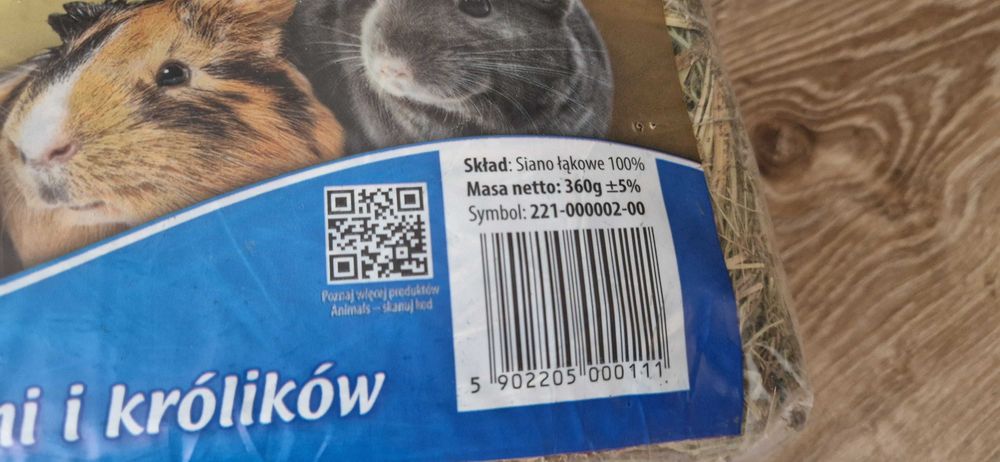 Skład: Siano łąkowe 100%
Masa netto: 360g ±5%
Symbol: 221-000002-00
Poznaj więcej produktów
Animals – skanuj kod
i królików
5 902205 000111